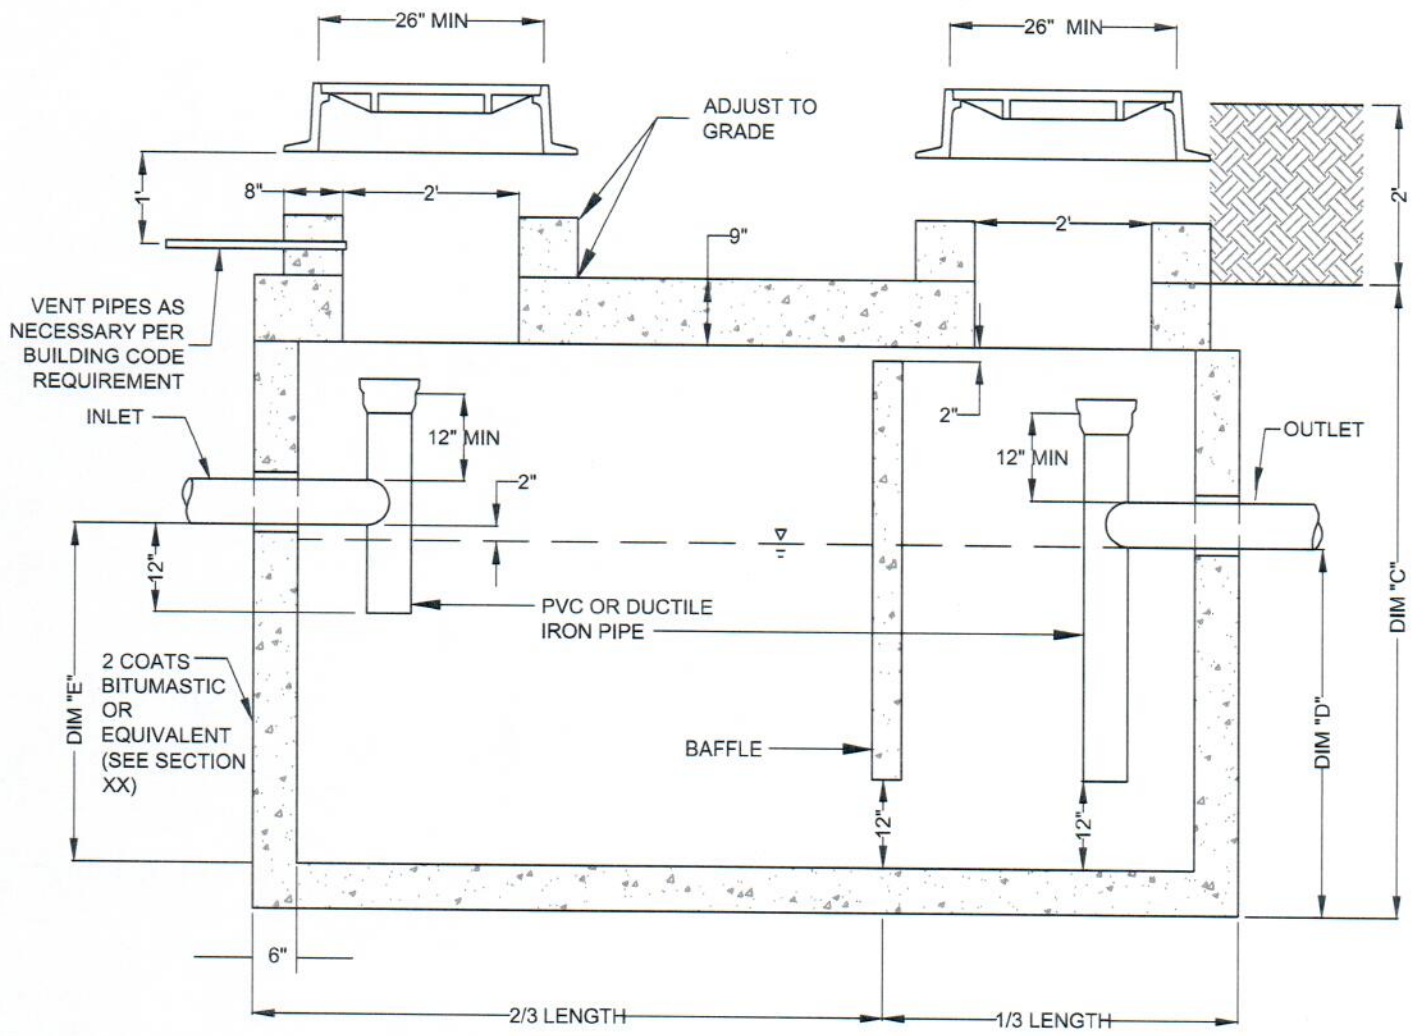 26" MIN
26" MIN
ADJUST TO
GRADE
1'
8"
2'
9"
2'
2'
VENT PIPES AS
NECESSARY PER
BUILDING CODE
REQUIREMENT
INLET
12" MIN
2"
2"
12" MIN
OUTLET
12"
PVC OR DUCTILE
IRON PIPE
2 COATS
BITUMASTIC
OR
EQUIVALENT
(SEE SECTION
XX)
DIM "E"
BAFFLE
12"
12"
DIM "D"
DIM "C"
6"
2/3 LENGTH
1/3 LENGTH